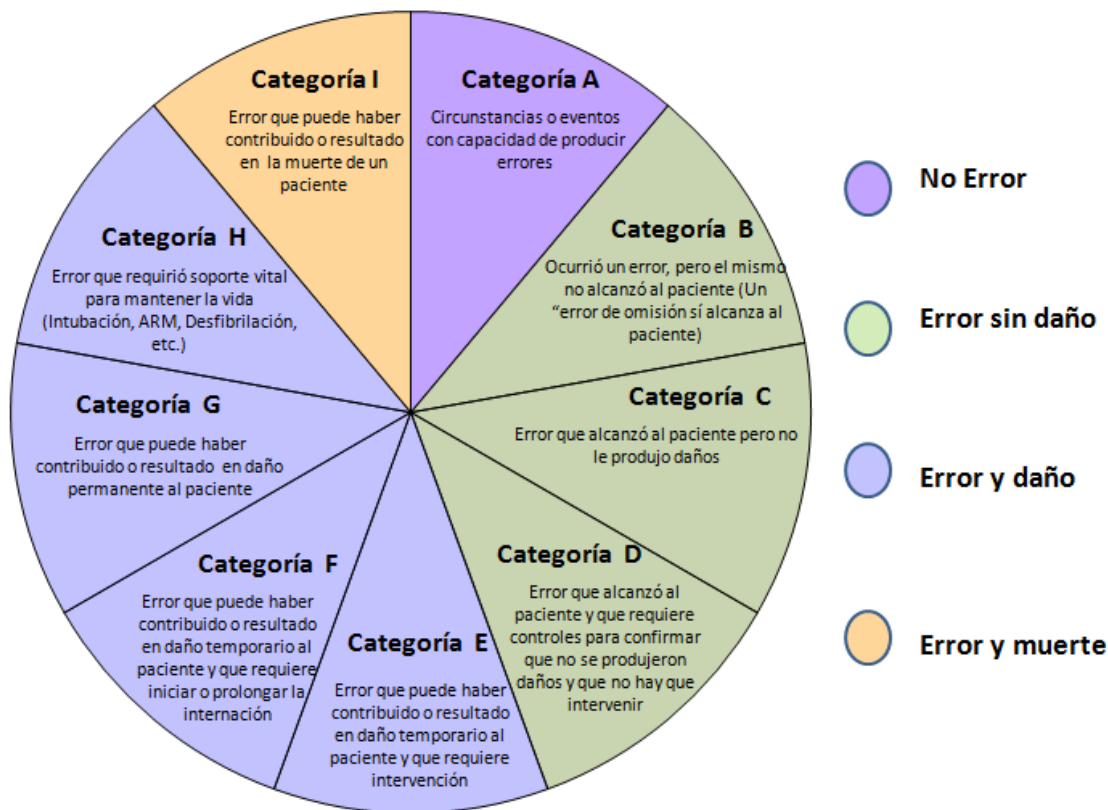 Categoría A
Circunstancias o eventos
con capacidad de producir
errores
Categoría B
Ocurrió un error, pero el mismo
no alcanzó al paciente (Un
“error de omisión sí alcanza al
paciente)
Categoría C
Error que alcanzó al paciente pero no
le produjo daños
Categoría D
Error que alcanzó al
paciente y que requiere
controles para confirmar
que no se produjeron
daños y que no hay que
intervenir
Categoría E
Error que puede haber
contribuido o resultado
en daño temporario al
paciente y que requiere
intervención
Categoría F
Error que puede haber
contribuido o resultado
en daño temporario al
paciente y que requiere
iniciar o prolongar la
internación
Categoría G
Error que puede haber
contribuido o resultado en daño
permanente al paciente
Categoría H
Error que requirió soporte vital
para mantener la vida
(Intubación, ARM, Desfibrilación,
etc.)
Categoría I
Error que puede haber
contribuido o resultado
en la muerte de un
paciente
No Error
Error sin daño
Error y daño
Error y muerte